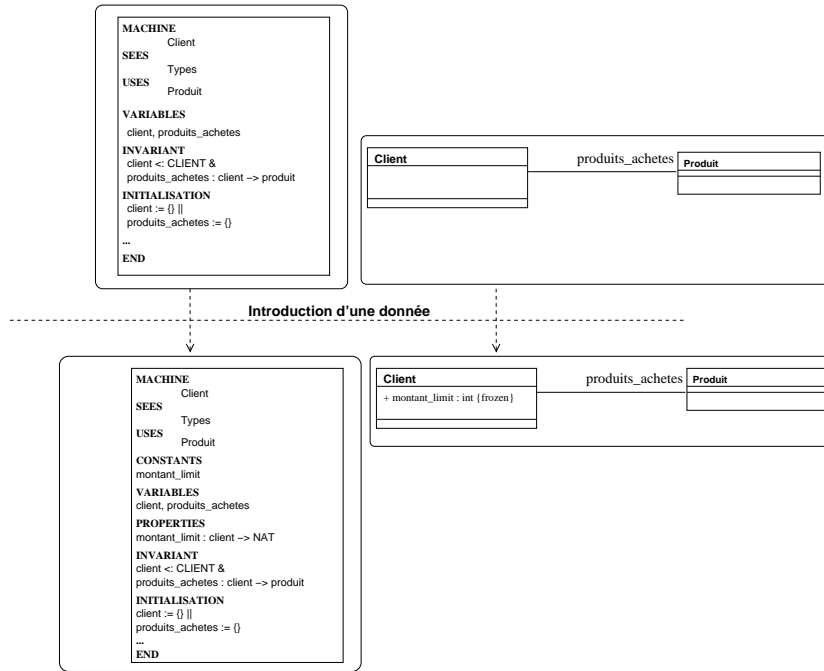 MACHINE
Client
SEES
Types
USES
Produit
VARIABLES
client, produits_achetes
INVARIANT
client <: CLIENT &
produits_achetes : client −> produit
INITIALISATION
client := {} ||
produits_achetes := {}
...
END
Client
produits_achetes
Produit
Introduction d'une donnée
MACHINE
Client
SEES
Types
USES
Produit
CONSTANTS
montant_limit
VARIABLES
client, produits_achetes
PROPERTIES
montant_limit : client −> NAT
INVARIANT
client <: CLIENT &
produits_achetes : client −> produit
INITIALISATION
client := {} ||
produits_achetes := {}
...
END
Client
+ montant_limit : int {frozen}
produits_achetes
Produit